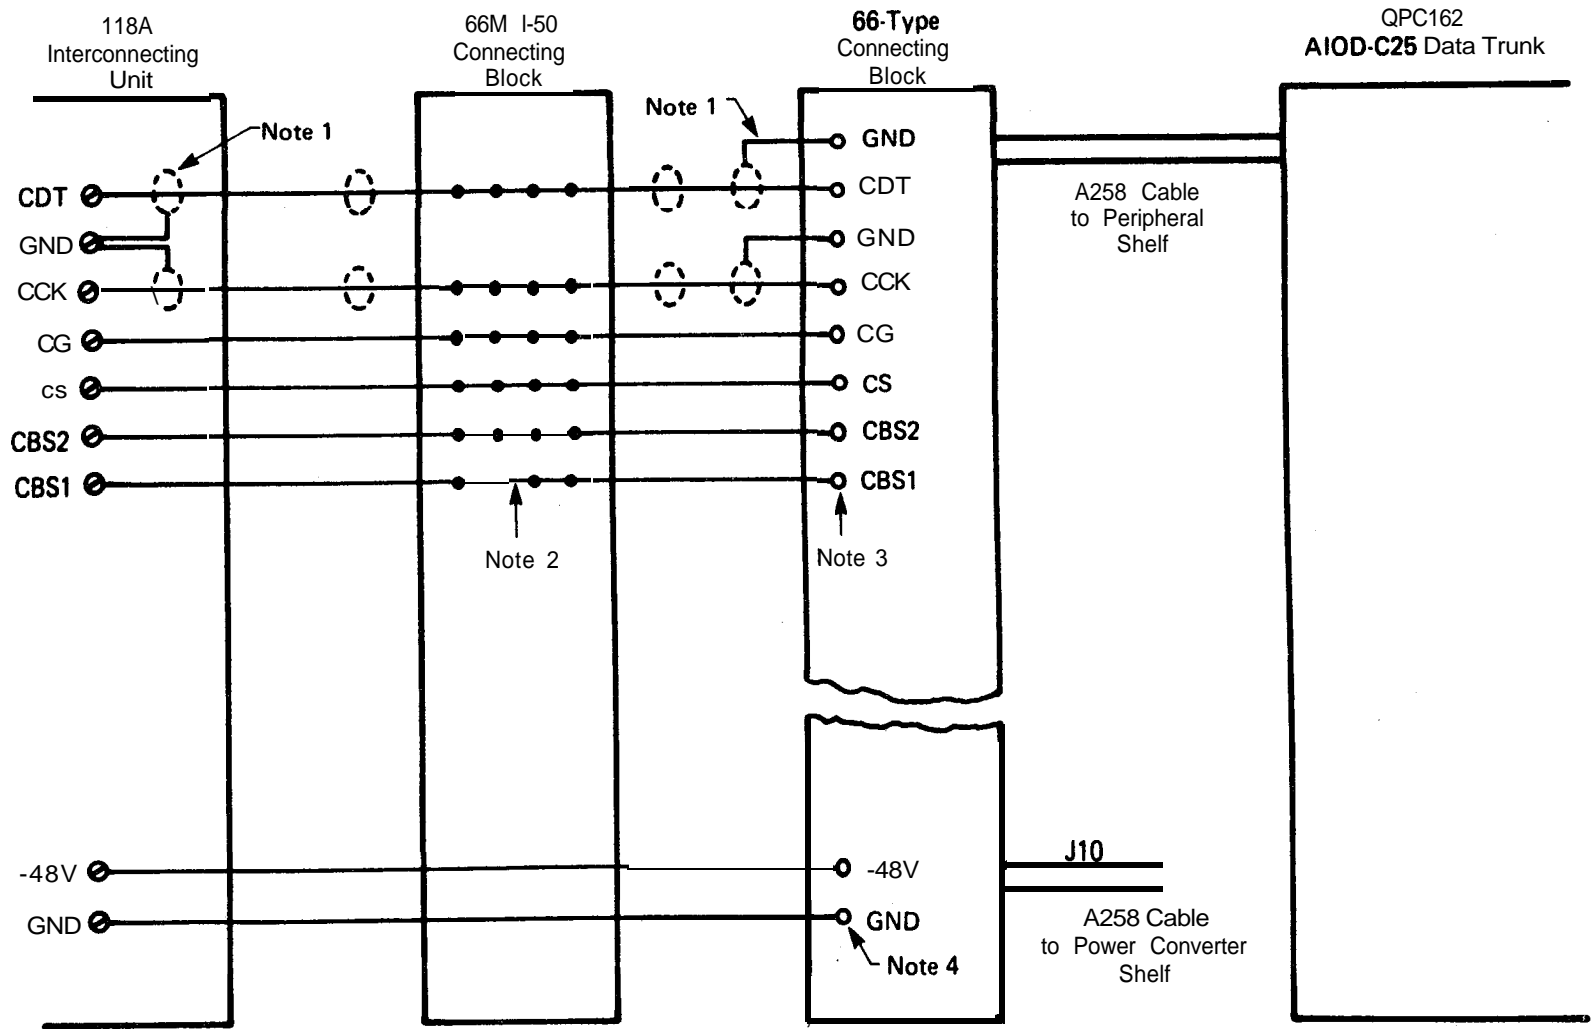 118A
Interconnecting
Unit
66M I-50
Connecting
Block
66-Type
Connecting
Block
QPC162
AIOD-C25 Data Trunk
Note 1
Note 1
CDT
GND
CCK
CG
cs
CBS2
CBS1
GND
CDT
GND
CCK
CG
CS
CBS2
CBS1
A258 Cable
to Peripheral
Shelf
Note 2
Note 3
-48V
GND
-48V
GND
Note 4
J10
A258 Cable
to Power Converter
Shelf